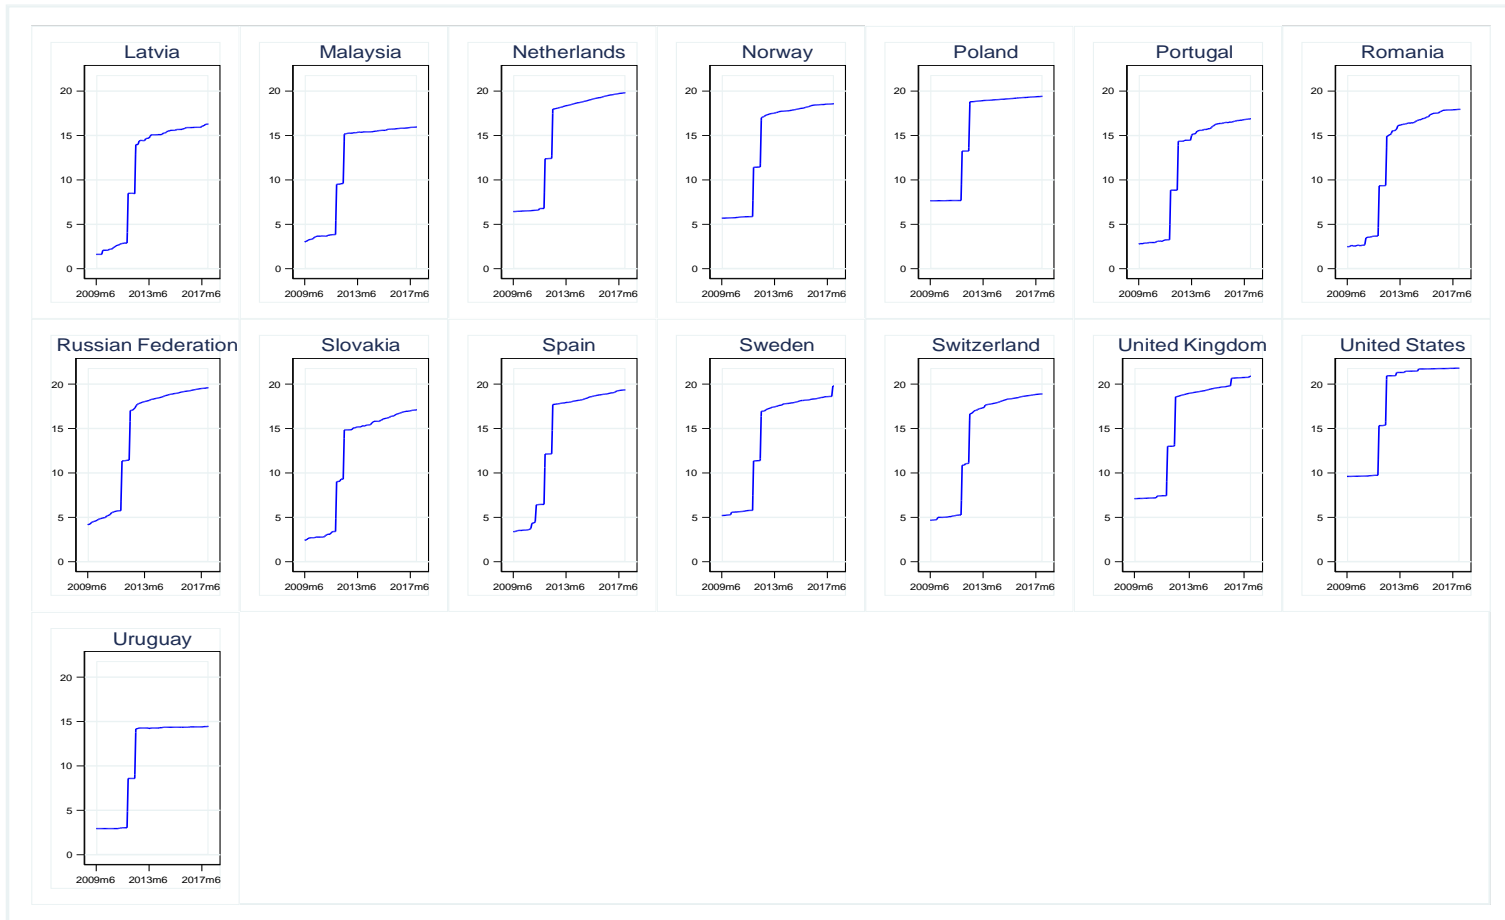 Latvia
20
15
10
5
0
2009m6 2013m6 2017m6
Malaysia
20
15
10
5
0
2009m6 2013m6 2017m6
Netherlands
20
15
10
5
0
2009m6 2013m6 2017m6
Norway
20
15
10
5
0
2009m6 2013m6 2017m6
Poland
20
15
10
5
0
2009m6 2013m6 2017m6
Portugal
20
15
10
5
0
2009m6 2013m6 2017m6
Romania
20
15
10
5
0
2009m6 2013m6 2017m6
Russian Federation
20
15
10
5
0
2009m6 2013m6 2017m6
Slovakia
20
15
10
5
0
2009m6 2013m6 2017m6
Spain
20
15
10
5
0
2009m6 2013m6 2017m6
Sweden
20
15
10
5
0
2009m6 2013m6 2017m6
Switzerland
20
15
10
5
0
2009m6 2013m6 2017m6
United Kingdom
20
15
10
5
0
2009m6 2013m6 2017m6
United States
20
15
10
5
0
2009m6 2013m6 2017m6
Uruguay
20
15
10
5
0
2009m6 2013m6 2017m6